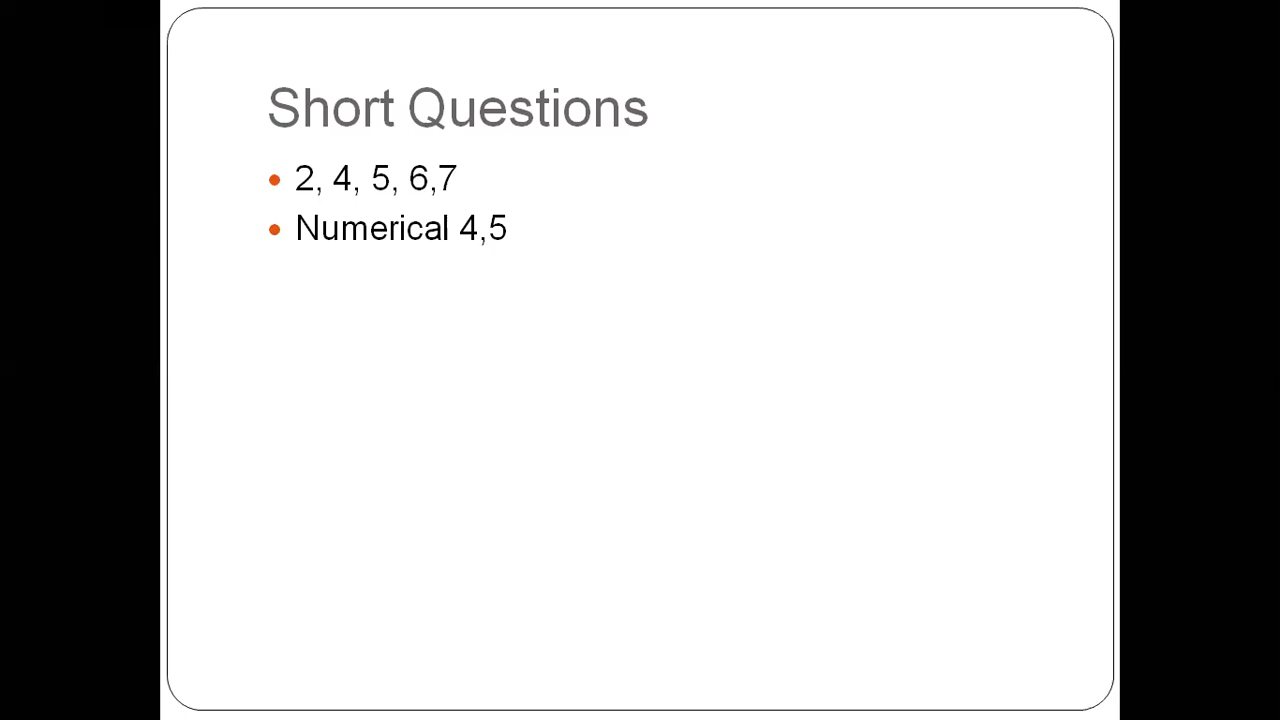 Short Questions
• 2, 4, 5, 6,7
• Numerical 4,5